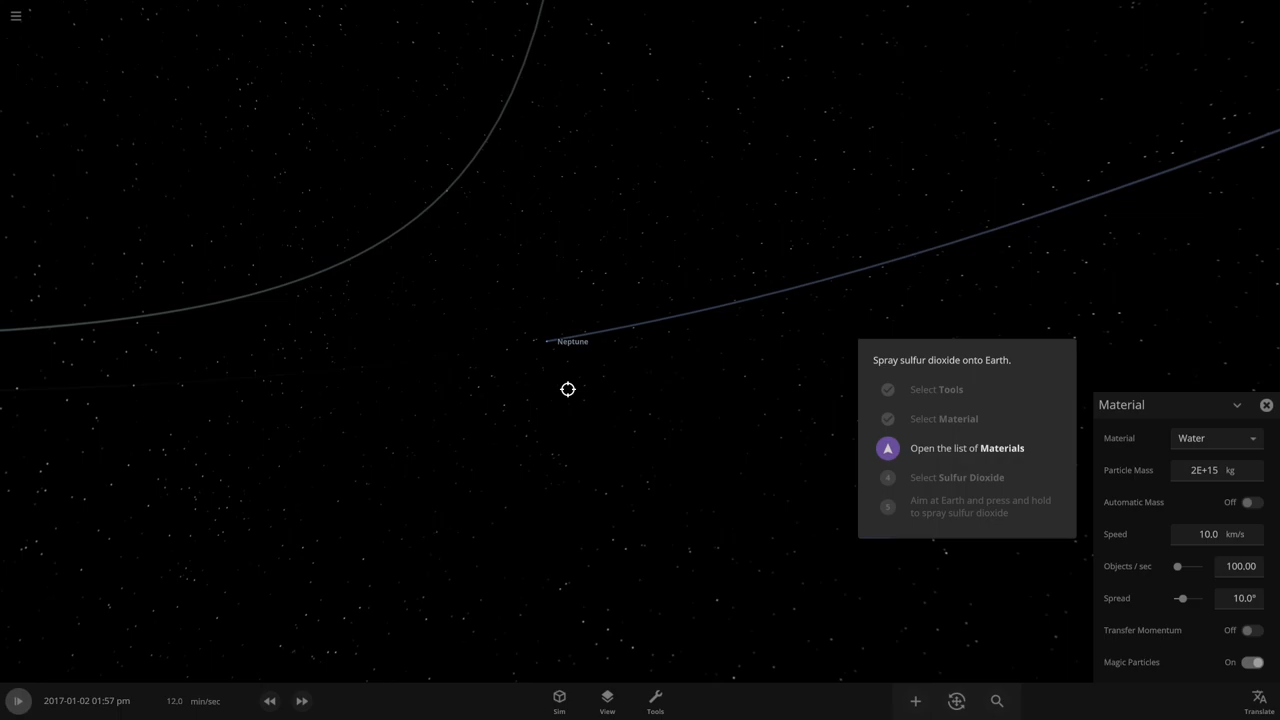 Neptune
Spray sulfur dioxide onto Earth.
Select Tools
Select Material
Open the list of Materials
4 Select Sulfur Dioxide
5 Aim at Earth and press and hold
to spray sulfur dioxide
Material
Material Water
Particle Mass 2E+15 kg
Automatic Mass Off
Speed 10.0 km/s
Objects / sec 100.00
Spread 10.0°
Transfer Momentum Off
Magic Particles On
2017-01-02 01:57 pm 12.0 min/sec
Sim View Tools
Translate